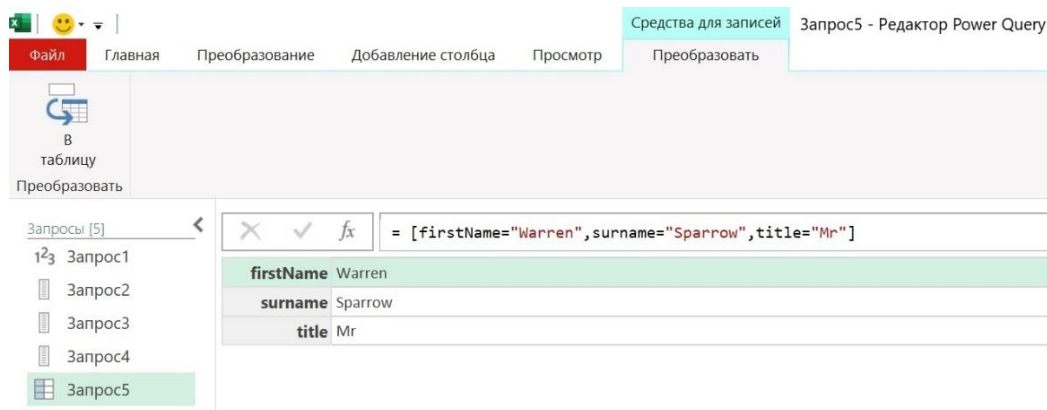 Средства для записей
Запрос5 - Редактор Power Query
Файл Главная Преобразование Добавление столбца Просмотр Преобразовать
В
таблицу
Преобразовать
Запросы [5]
fx = [firstName="Warren",surname="Sparrow",title="Mr"]
123 Запрос1
Запрос2
Запрос3
Запрос4
Запрос5
firstName Warren
surname Sparrow
title Mr